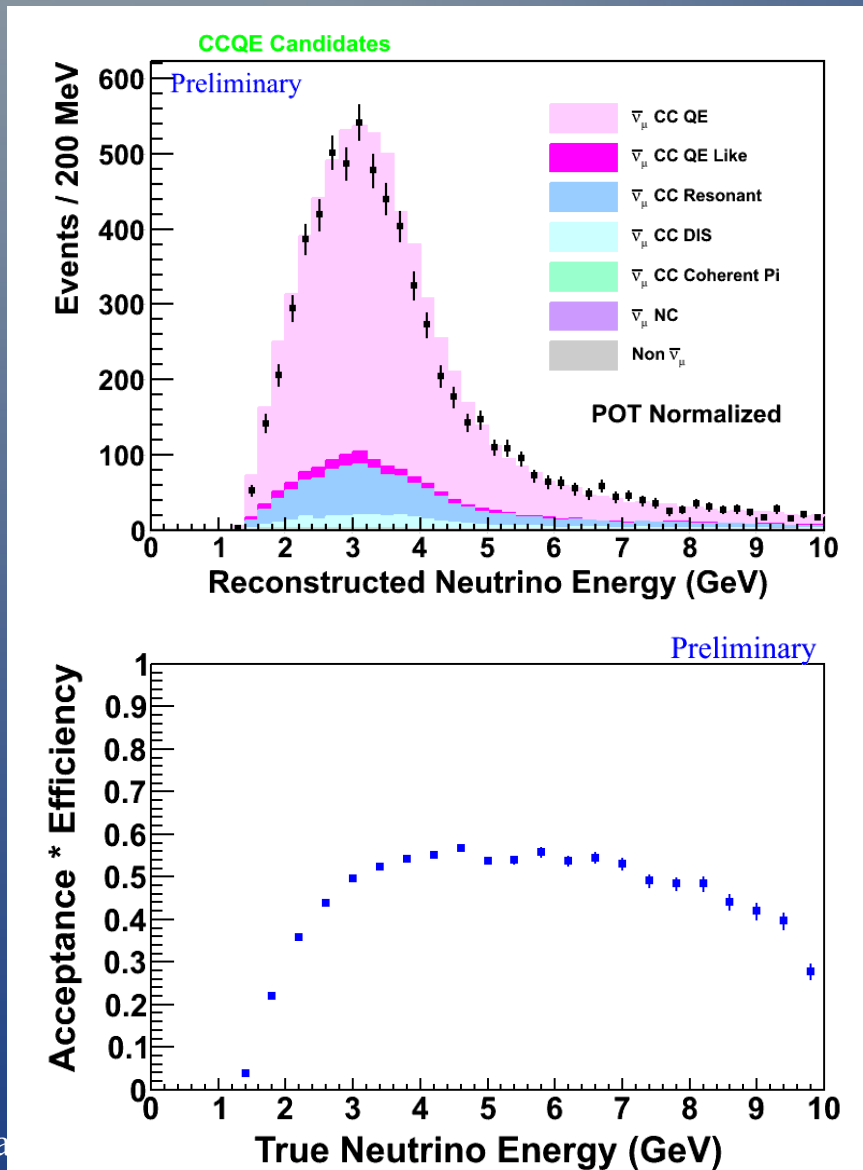 CCQE Candidates
Preliminary
Events / 200 MeV
600
500
400
300
200
100
0
ν̅μ CC QE
ν̅μ CC QE Like
ν̅μ CC Resonant
ν̅μ CC DIS
ν̅μ CC Coherent Pi
ν̅μ NC
Non ν̅μ
POT Normalized
0 1 2 3 4 5 6 7 8 9 10
Reconstructed Neutrino Energy (GeV)
Preliminary
Acceptance * Efficiency
1
0.9
0.8
0.7
0.6
0.5
0.4
0.3
0.2
0.1
0
0 1 2 3 4 5 6 7 8 9 10
True Neutrino Energy (GeV)